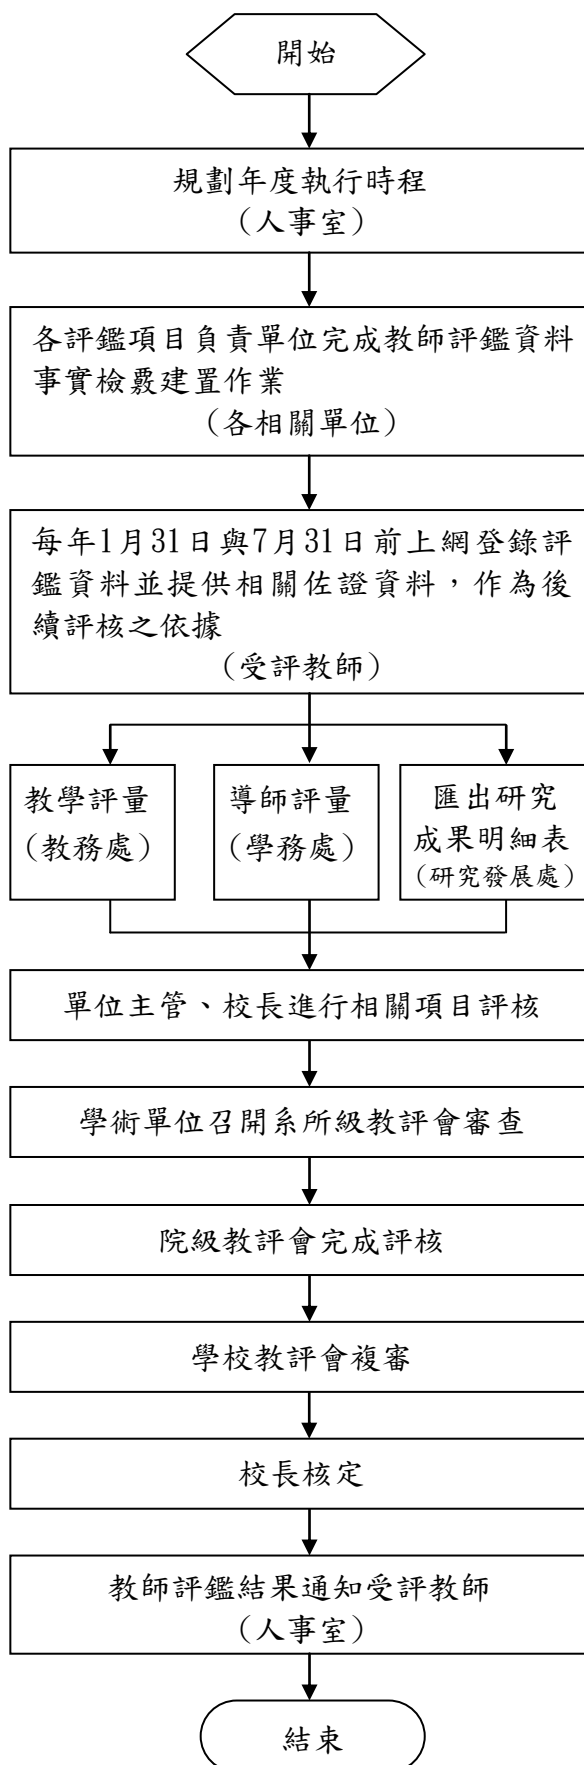 開始
規劃年度執行時程
(人事室)
各評鑑項目負責單位完成教師評鑑資料
事實檢覈建置作業
(各相關單位)
每年1月31日與7月31日前上網登錄評
鑑資料並提供相關佐證資料，作為後
續評核之依據
(受評教師)
教學評量
(教務處)
導師評量
(學務處)
匯出研究
成果明細表
(研究發展處)
單位主管、校長進行相關項目評核
學術單位召開系所級教評會審查
院級教評會完成評核
學校教評會複審
校長核定
教師評鑑結果通知受評教師
(人事室)
結束